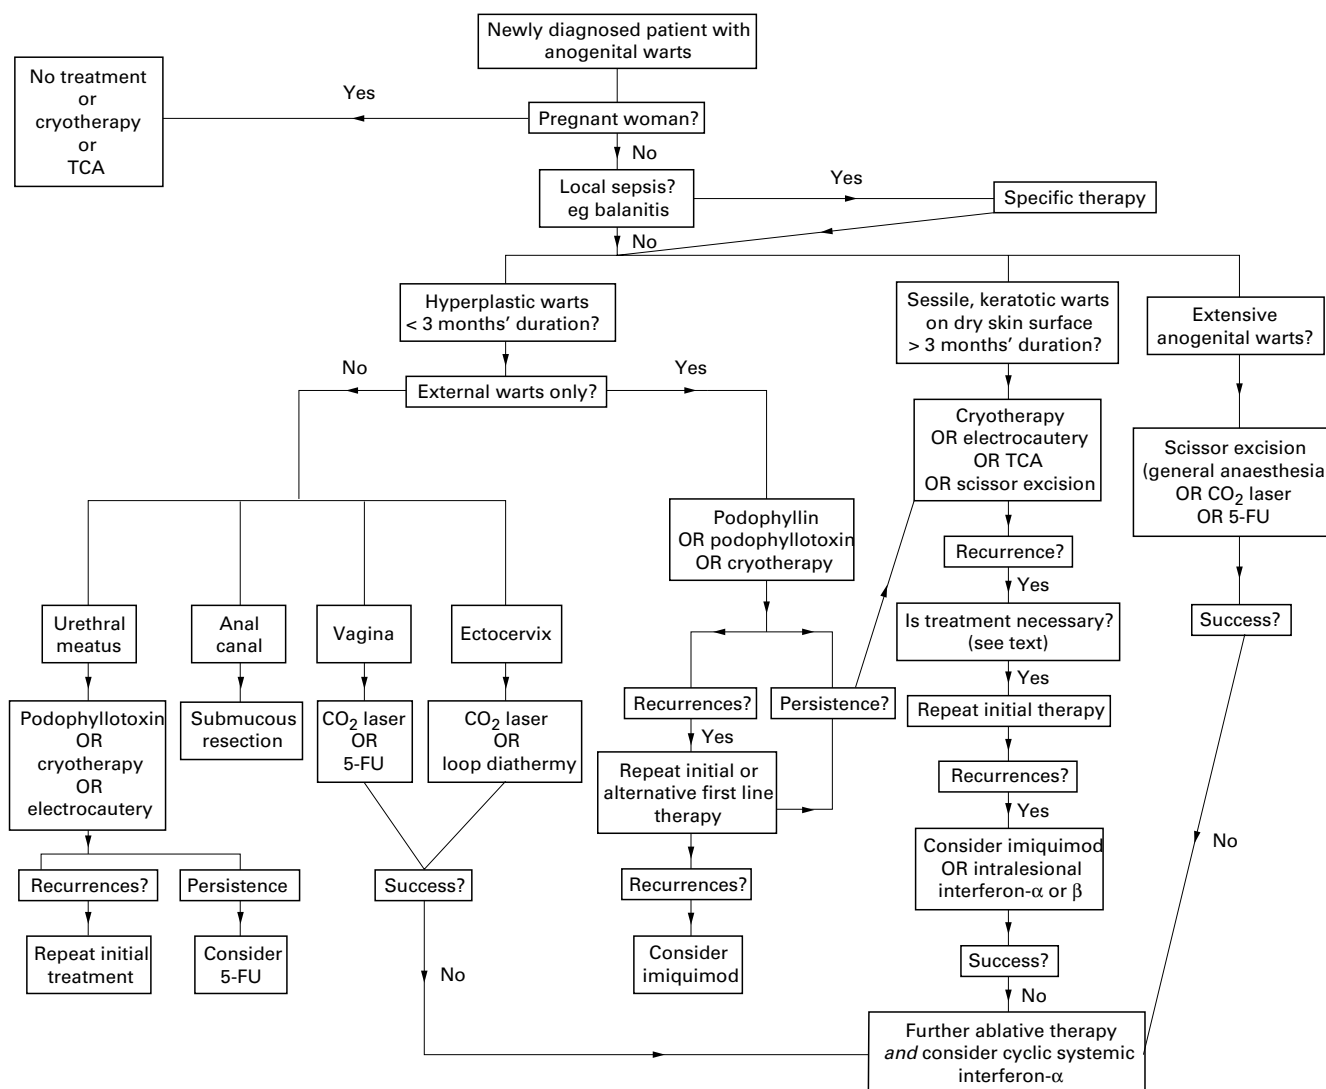 Newly diagnosed patient with
anogenital warts
No treatment
or
cryotherapy
or
TCA
Yes
Pregnant woman?
No
Local sepsis?
eg balanitis
Yes
Specific therapy
No
Hyperplastic warts
< 3 months’ duration?
Sessile, keratotic warts
on dry skin surface
> 3 months’ duration?
Extensive
anogenital warts?
No
External warts only?
Yes
Cryotherapy
OR electrocautery
OR TCA
OR scissor excision
Scissor excision
(general anaesthesia
OR CO₂ laser
OR 5-FU
Podophyllin
OR podophyllotoxin
OR cryotherapy
Recurrence?
Yes
Urethral
meatus
Anal
canal
Vagina
Ectocervix
Is treatment necessary?
(see text)
Success?
Yes
Recurrences?
Persistence?
Repeat initial therapy
Podophyllotoxin
OR
cryotherapy
OR
electrocautery
Submucous
resection
CO₂ laser
OR
5-FU
CO₂ laser
OR
loop diathermy
Yes
Repeat initial or
alternative first line
therapy
Recurrences?
Yes
Consider imiquimod
OR intralesional
interferon-α or β
No
Recurrences?
Persistence
Success?
Recurrences?
Repeat initial
treatment
Consider
5-FU
No
Consider
imiquimod
Success?
No
Further ablative therapy
and consider cyclic systemic
interferon-α